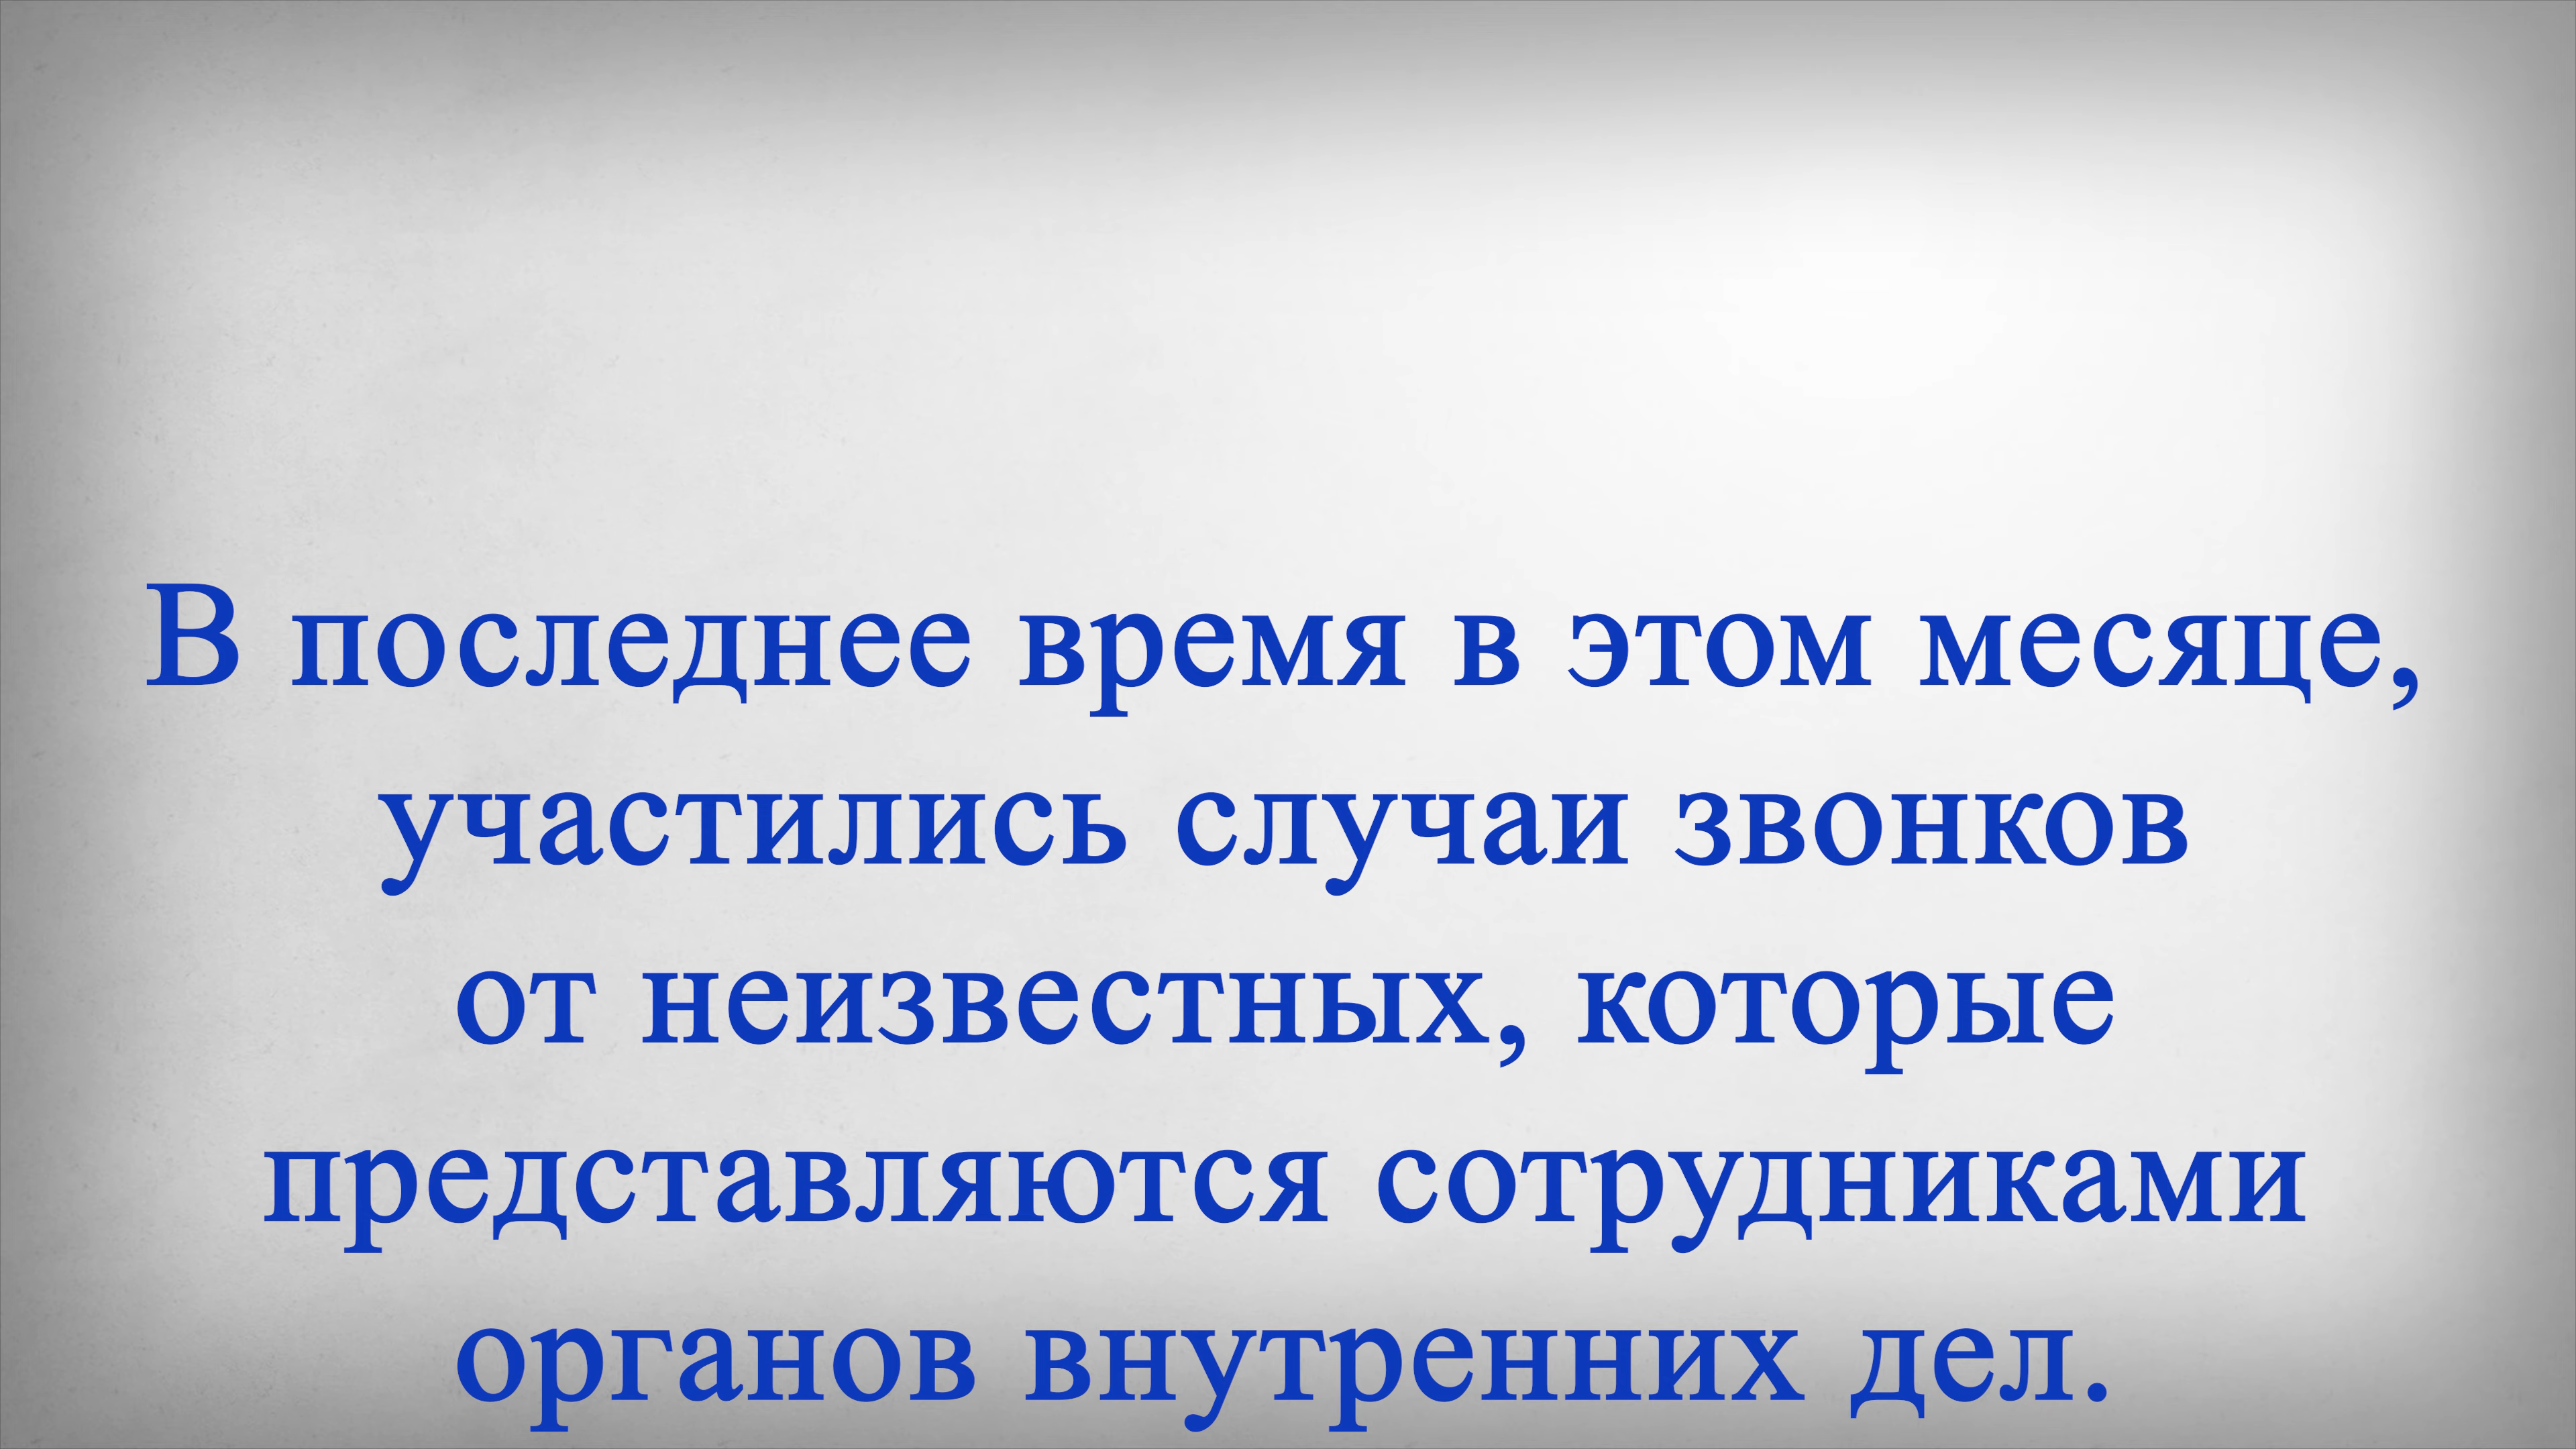 В последнее время в этом месяце,
участились случаи звонков
от неизвестных, которые
представляются сотрудниками
органов внутренних дел.